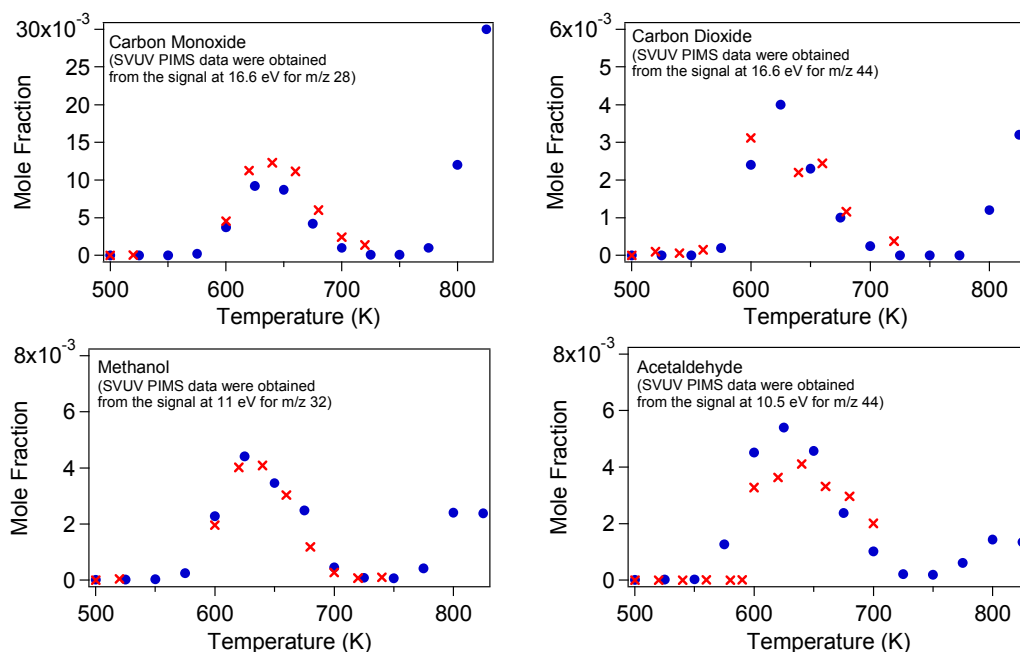 30x10⁻³
25
20
15
10
5
0
Mole Fraction
Carbon Monoxide
(SVUV PIMS data were obtained
from the signal at 16.6 eV for m/z 28)
500
600
700
800
Temperature (K)
6x10⁻³
5
4
3
2
1
0
Mole Fraction
Carbon Dioxide
(SVUV PIMS data were obtained
from the signal at 16.6 eV for m/z 44)
500
600
700
800
Temperature (K)
8x10⁻³
6
4
2
0
Mole Fraction
Methanol
(SVUV PIMS data were obtained
from the signal at 11 eV for m/z 32)
500
600
700
800
Temperature (K)
8x10⁻³
6
4
2
0
Mole Fraction
Acetaldehyde
(SVUV PIMS data were obtained
from the signal at 10.5 eV for m/z 44)
500
600
700
800
Temperature (K)